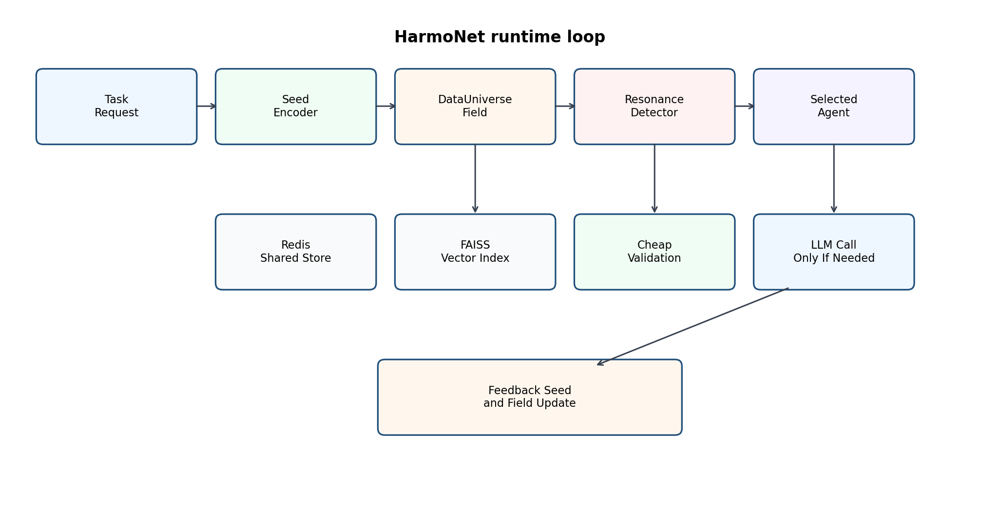 HarmoNet runtime loop
Task
Request
Seed
Encoder
DataUniverse
Field
Resonance
Detector
Selected
Agent
Redis
Shared Store
FAISS
Vector Index
Cheap
Validation
LLM Call
Only If Needed
Feedback Seed
and Field Update